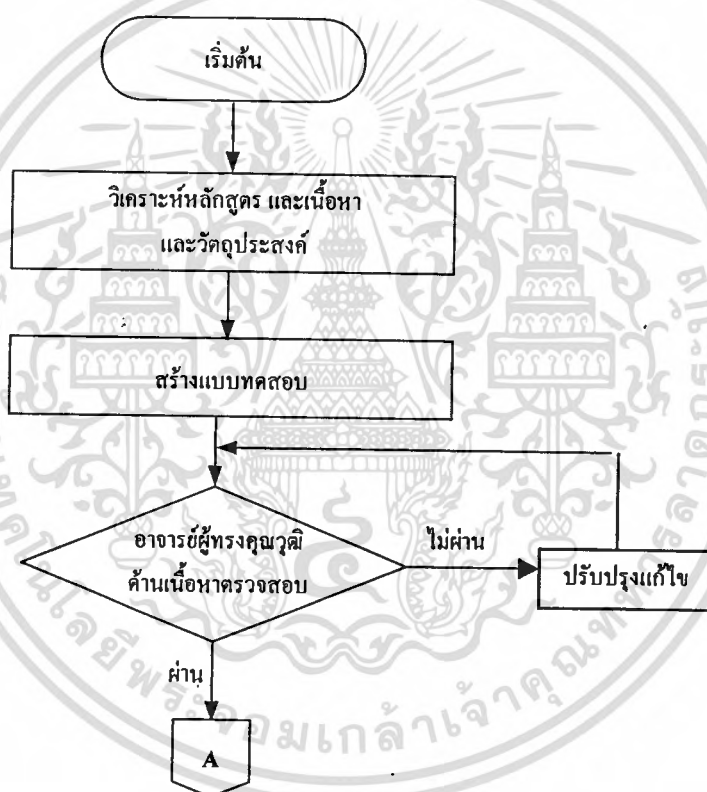 เริ่มต้น
วิเคราะห์หลักสูตร และเนื้อหา
และวัตถุประสงค์
สร้างแบบทดสอบ
อาจารย์ผู้ทรงคุณวุฒิ
ด้านเนื้อหาตรวจสอบ
ไม่ผ่าน
ปรับปรุงแก้ไข
ผ่าน
A